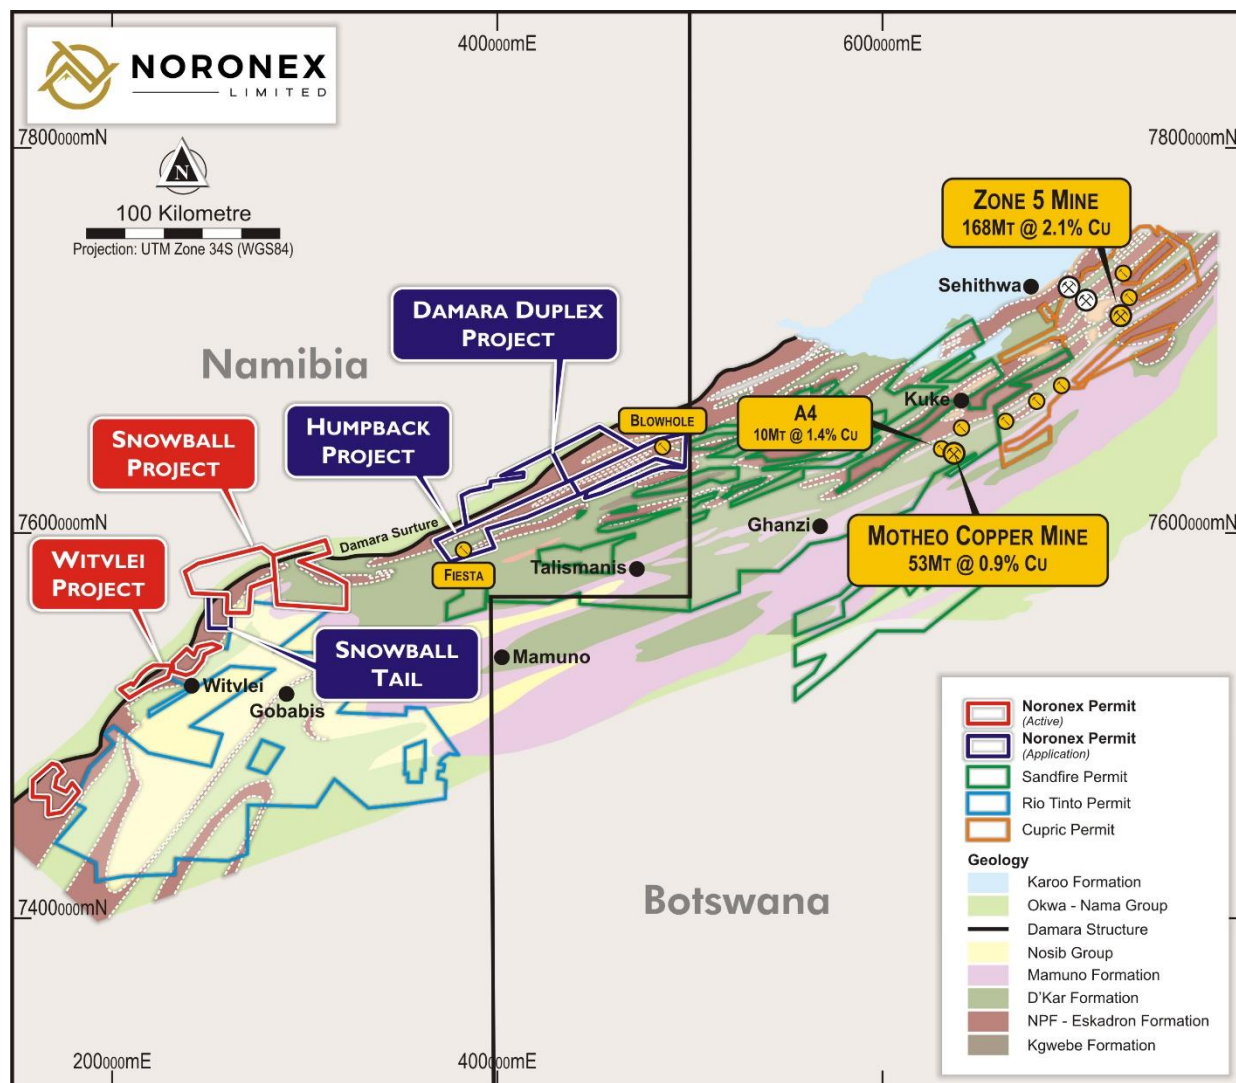 NORONEX
LIMITED
400000mE
600000mE
7800000mN
7800000mN
N
100 Kilometre
Projection: UTM Zone 34S (WGS84)
ZONE 5 MINE
168MT @ 2.1% CU
Sehithwa
DAMARA DUPLEX
PROJECT
Namibia
Kuke
A4
10MT @ 1.4% CU
BLOWHOLE
HUMPBACK
PROJECT
SNOWBALL
PROJECT
Damara Surture
7600000mN
7600000mN
Ghanzi
MOTHEO COPPER MINE
53MT @ 0.9% CU
WITVLEI
PROJECT
FIESTA
Talismanis
SNOWBALL
TAIL
Mamuno
Witvlei
Gobabis
Noronex Permit
(Active)
Noronex Permit
(Application)
Sandfire Permit
Rio Tinto Permit
Cupric Permit
Geology
Karoo Formation
Okwa - Nama Group
Damara Structure
Nosib Group
Mamuno Formation
D'Kar Formation
NPF - Eskadron Formation
Kgwebe Formation
Botswana
7400000mN
200000mE
400000mE